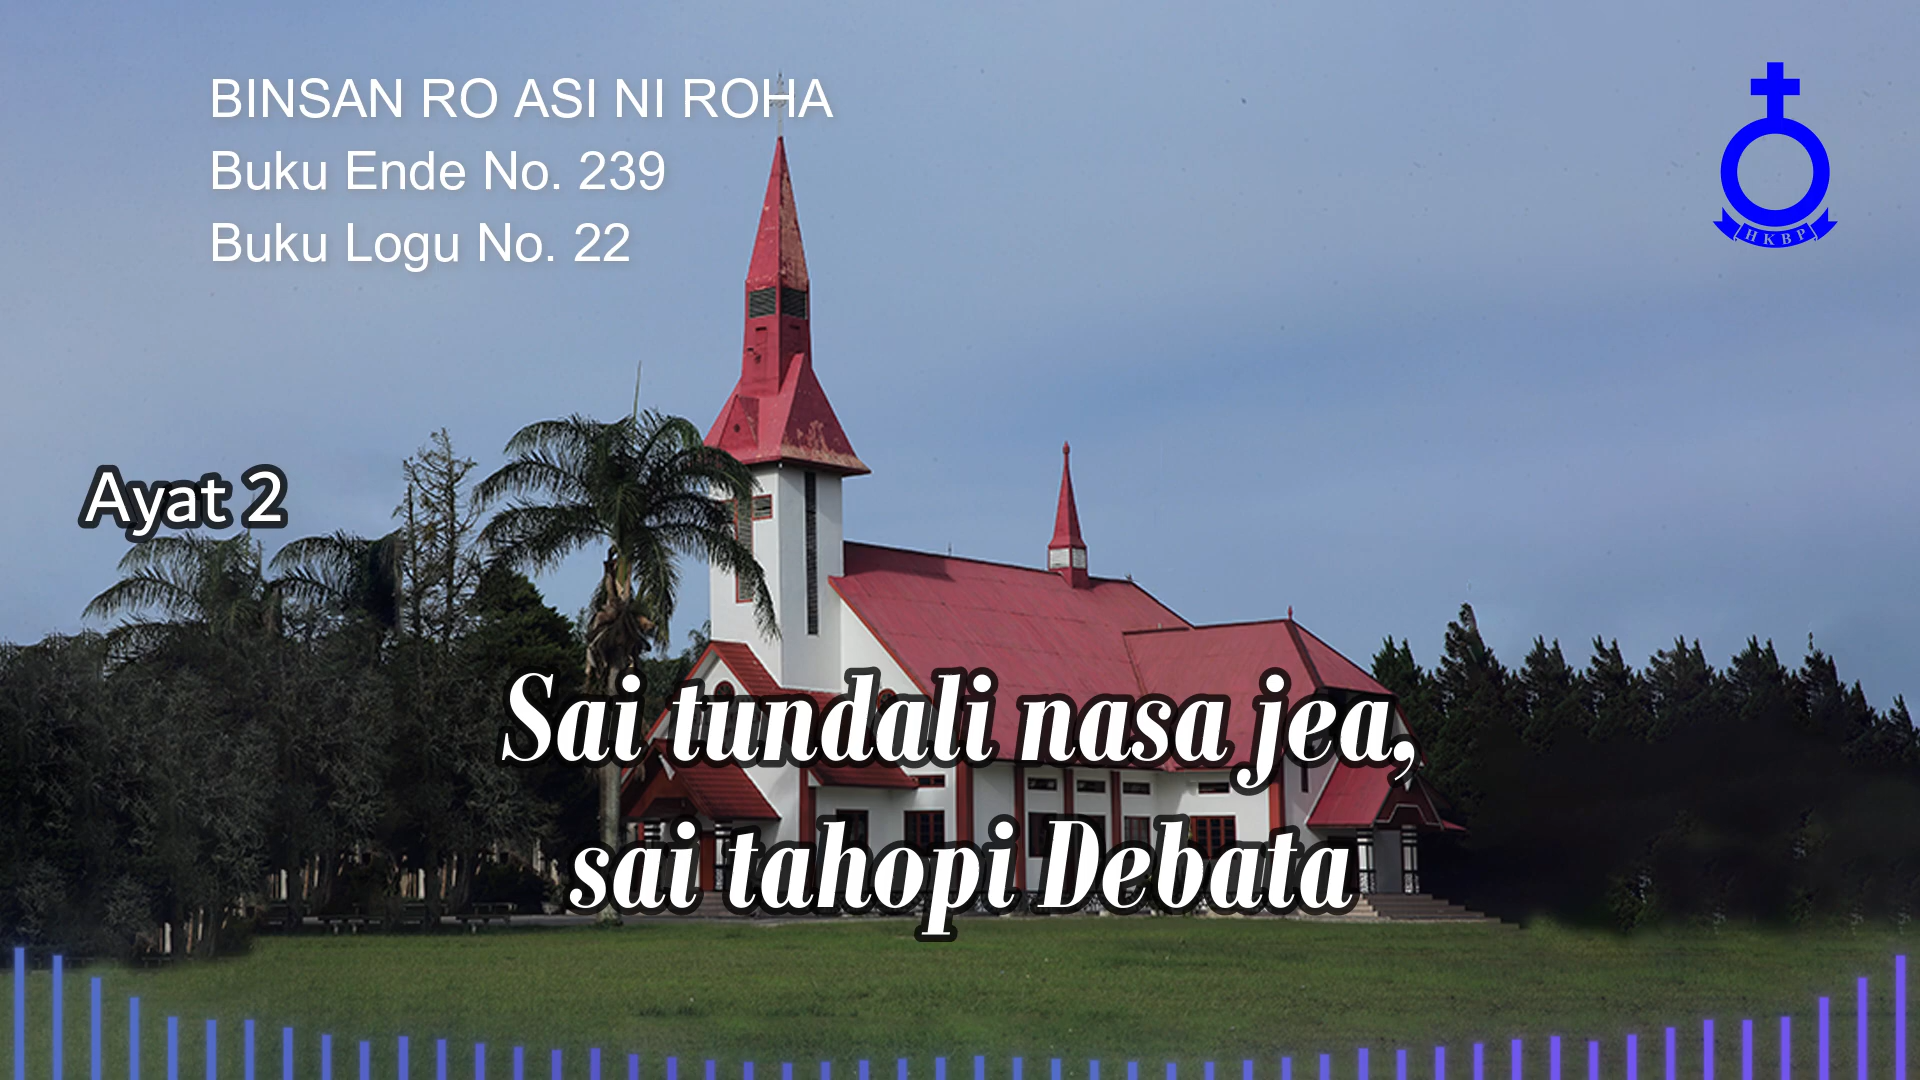 BINSAN RO ASI NI ROHA
Buku Ende No. 239
Buku Logu No. 22
HKBP
Ayat 2
Sai tundali nasa jea,
sai tahopi Debata